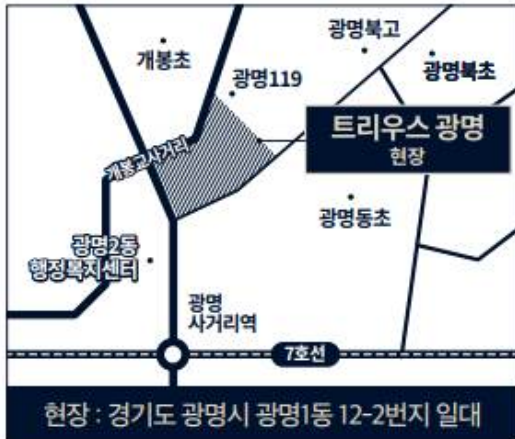 개봉초
광명북고
광명북초
광명119
트리우스 광명
현장
개봉교사거리
광명동초
광명2동
행정복지센터
광명
사거리역
7호선
현장 : 경기도 광명시 광명1동 12-2번지 일대